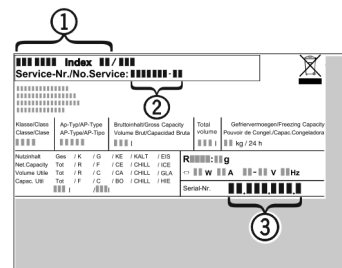 1
Index /
Service-Nr./No.Service: -
2
Klasse/Class
Classe/Clase
Ap-Typ/AP-Type
AP-Type/AP-Tipo
Bruttoinhalt/Gross Capacity
Volume Brut/Capacidad Bruta
l
Total
volume
l
Gefriervermoegen/Freezing Capacity
Pouvoir de Congel./Capac.Congeladora
kg / 24 h
Nutzinhalt Ges / K / G / KE / KALT / EIS
Net.Capacity Tot / R / F / CE / CHILL / ICE
Volume Utile Tot / R / C / CA / CHILL / GLA
Capac. Util Tot / F / C / BO / CHILL / HIE
l / l
R : g
W A - V Hz
Serial-Nr. . . .
3